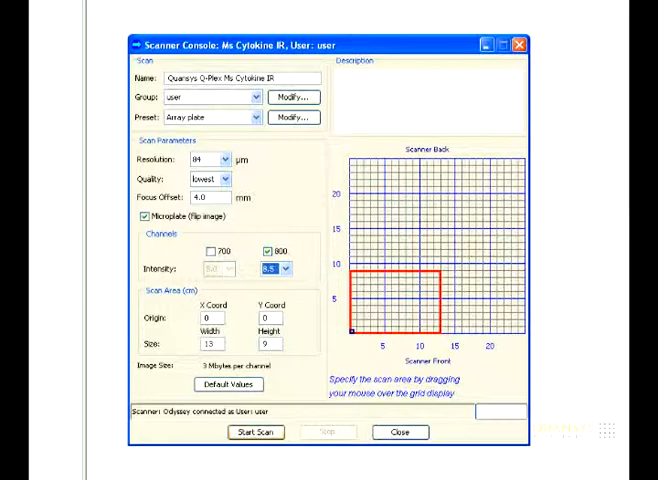 Scanner Console: Ms Cytokine IR, User: user
Scan
Description
Name: Quansys Q-Plex Ms Cytokine IR
Group: user Modify...
Preset: Array plate Modify...
Scan Parameters
Scanner Back
Resolution: 84 µm
Quality: lowest
Focus Offset: 4.0 mm
Microplate (flip image)
Channels
700 800
Intensity: 5.0 8.5
Scan Area (cm)
X Coord Y Coord
Origin: 0 0
Width Height
Size: 13 9
20
15
10
5
5 10 15 20
Scanner Front
Image Size: 3 Mbytes per channel
Default Values
Specify the scan area by dragging
your mouse over the grid display
Scanner: Odyssey connected as User: user
Start Scan Stop Close